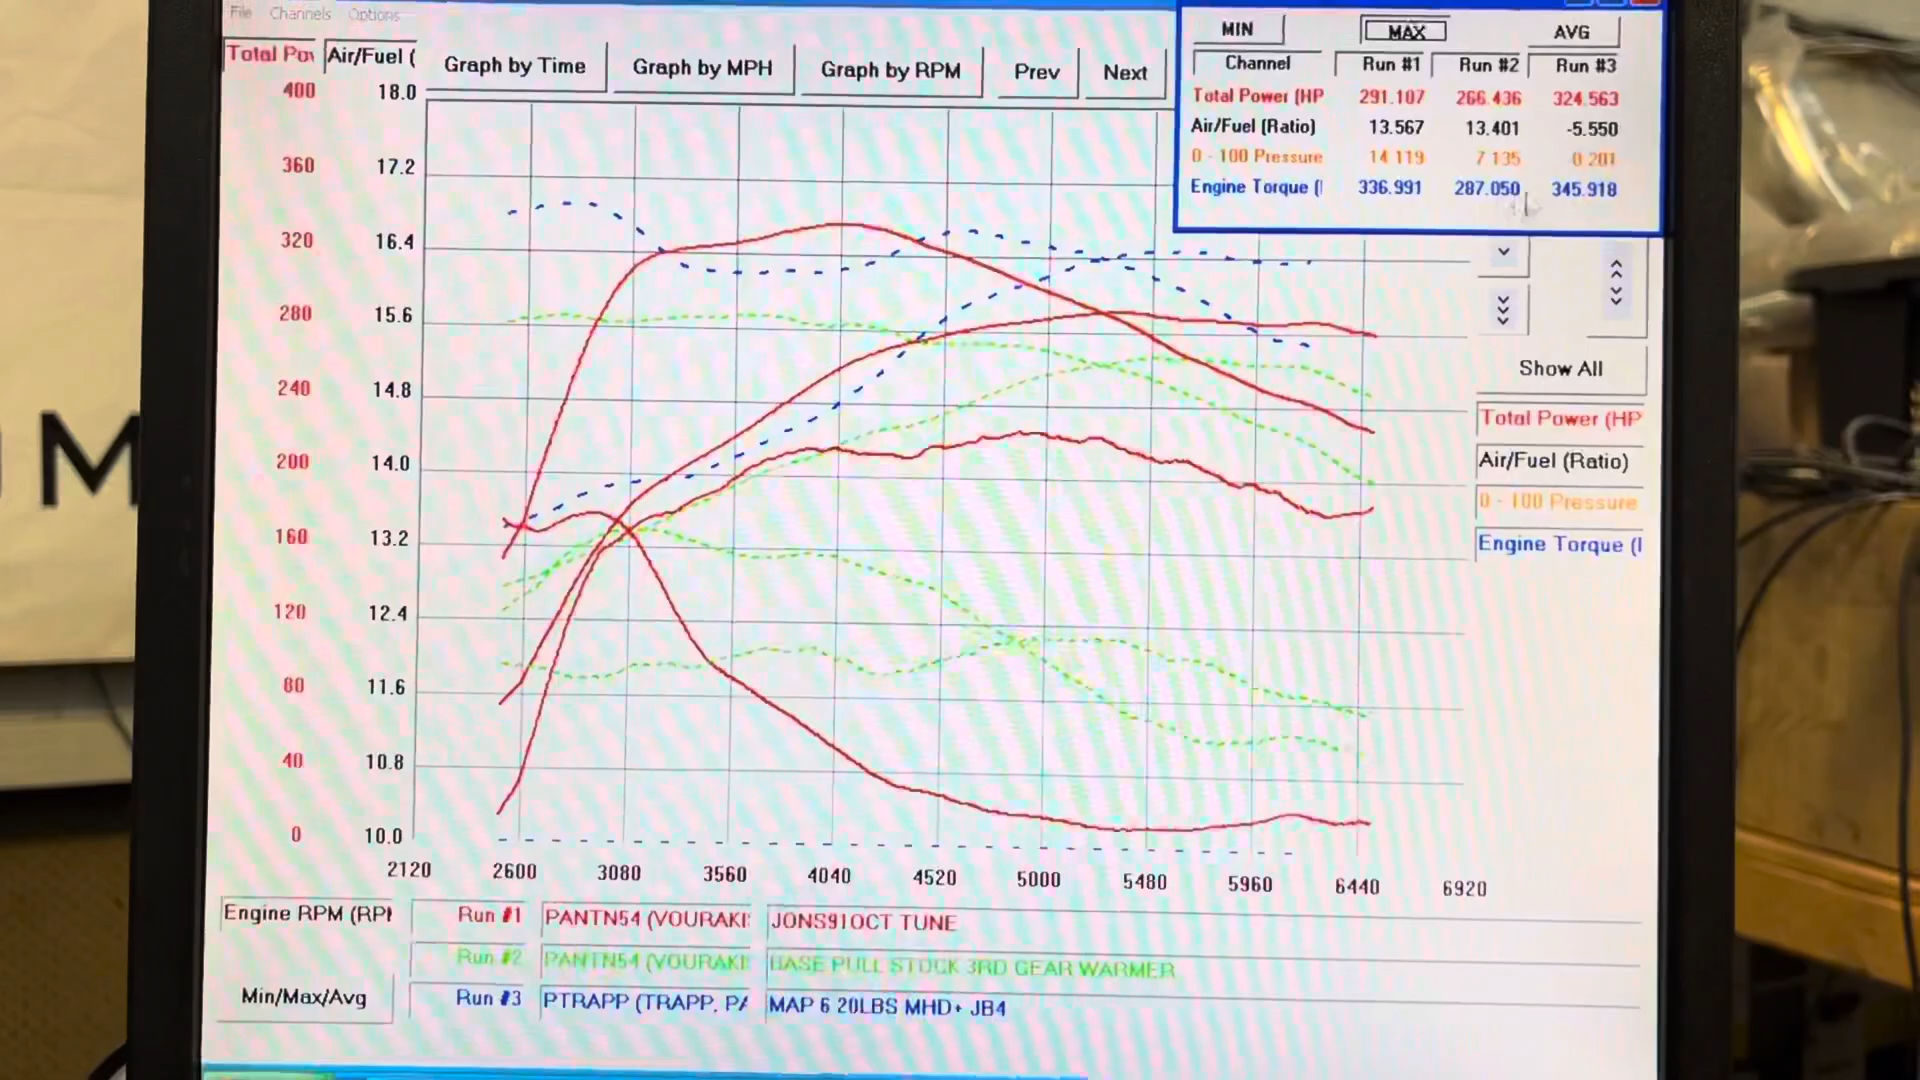 File Channels Options
Total Pow Air/Fuel ( Graph by Time Graph by MPH Graph by RPM Prev Next
MIN MAX AVG
Channel Run #1 Run #2 Run #3
Total Power (HP 291.107 266.436 324.563
Air/Fuel (Ratio) 13.567 13.401 -5.550
0 - 100 Pressure 14.119 7.135 0.201
Engine Torque ( 336.991 287.050 345.918
400 18.0
360 17.2
320 16.4
280 15.6
240 14.8
200 14.0
160 13.2
120 12.4
80 11.6
40 10.8
0 10.0
Show All
Total Power (HP
Air/Fuel (Ratio)
0 - 100 Pressure
Engine Torque (
M
2120 2600 3080 3560 4040 4520 5000 5480 5960 6440 6920
Engine RPM (RPM Run #1 PANTN54 (VOURAKI JONS91OCT TUNE
Run #2 PANTN54 (VOURAKI BASE PULL STOCK 3RD GEAR WARMER
Min/Max/Avg Run #3 PTRAPP (TRAPP, PA MAP 6 20LBS MHD+ JB4